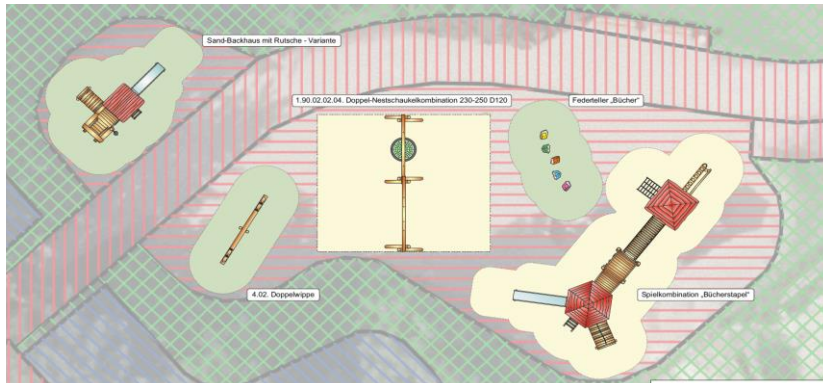 Sand-Backhaus mit Rutsche - Variante
1.90.02.02.04. Doppel-Nestschaukelkombination 230-250 D120
Federteller „Bücher"
4.02. Doppelwippe
Spielkombination „Bücherstapel"